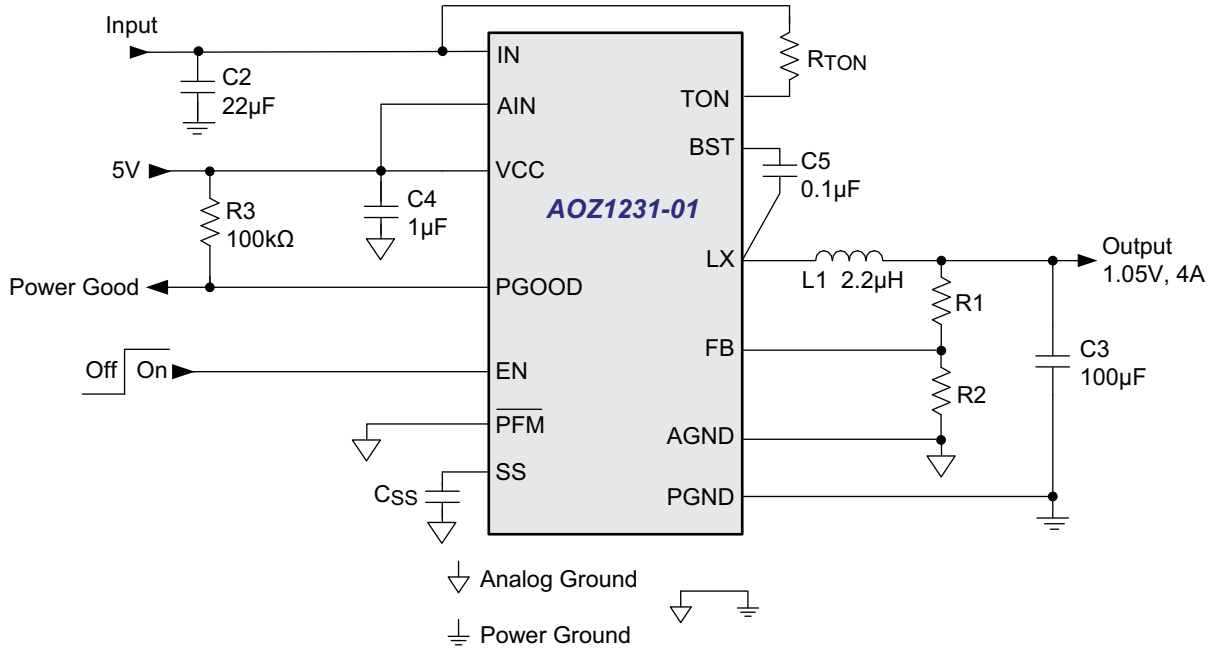 Input
C2
22µF
5V
R3
100kΩ
Power Good
C4
1µF
Off
On
CSS
IN
AIN
VCC
PGOOD
EN
PFM
SS
AOZ1231-01
TON
BST
LX
FB
AGND
PGND
RTON
C5
0.1µF
L1 2.2µH
R1
R2
C3
100µF
Output
1.05V, 4A
Analog Ground
Power Ground